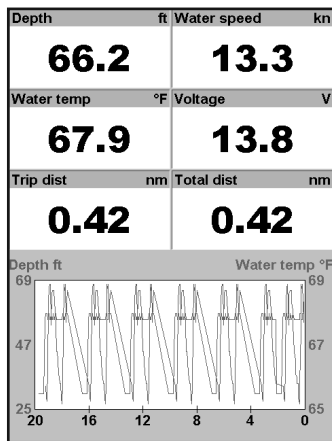 Depth ft Water speed kn
66.2 13.3
Water temp °F Voltage V
67.9 13.8
Trip dist nm Total dist nm
0.42 0.42
Depth ft Water temp °F
69 69
47 67
25 65
20 16 12 8 4 0